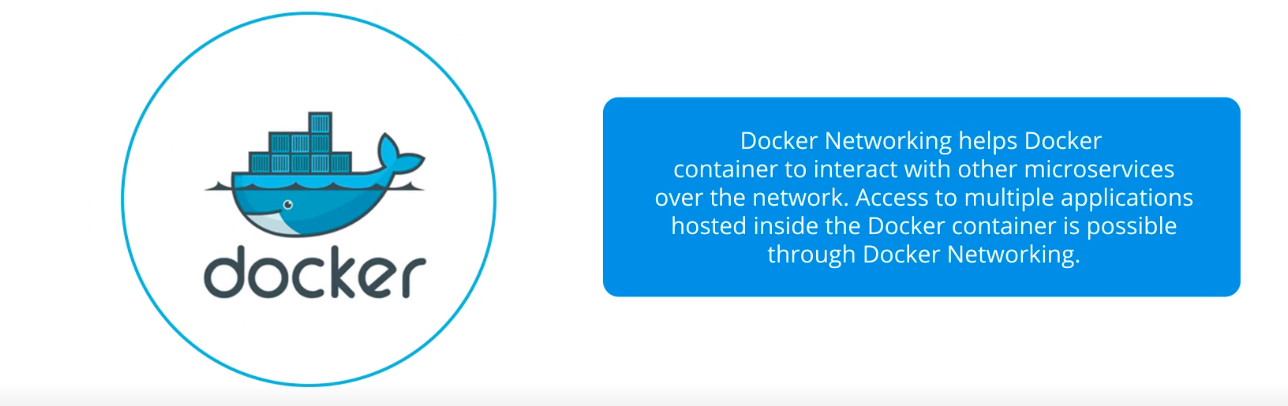 docker
Docker Networking helps Docker
container to interact with other microservices
over the network. Access to multiple applications
hosted inside the Docker container is possible
through Docker Networking.